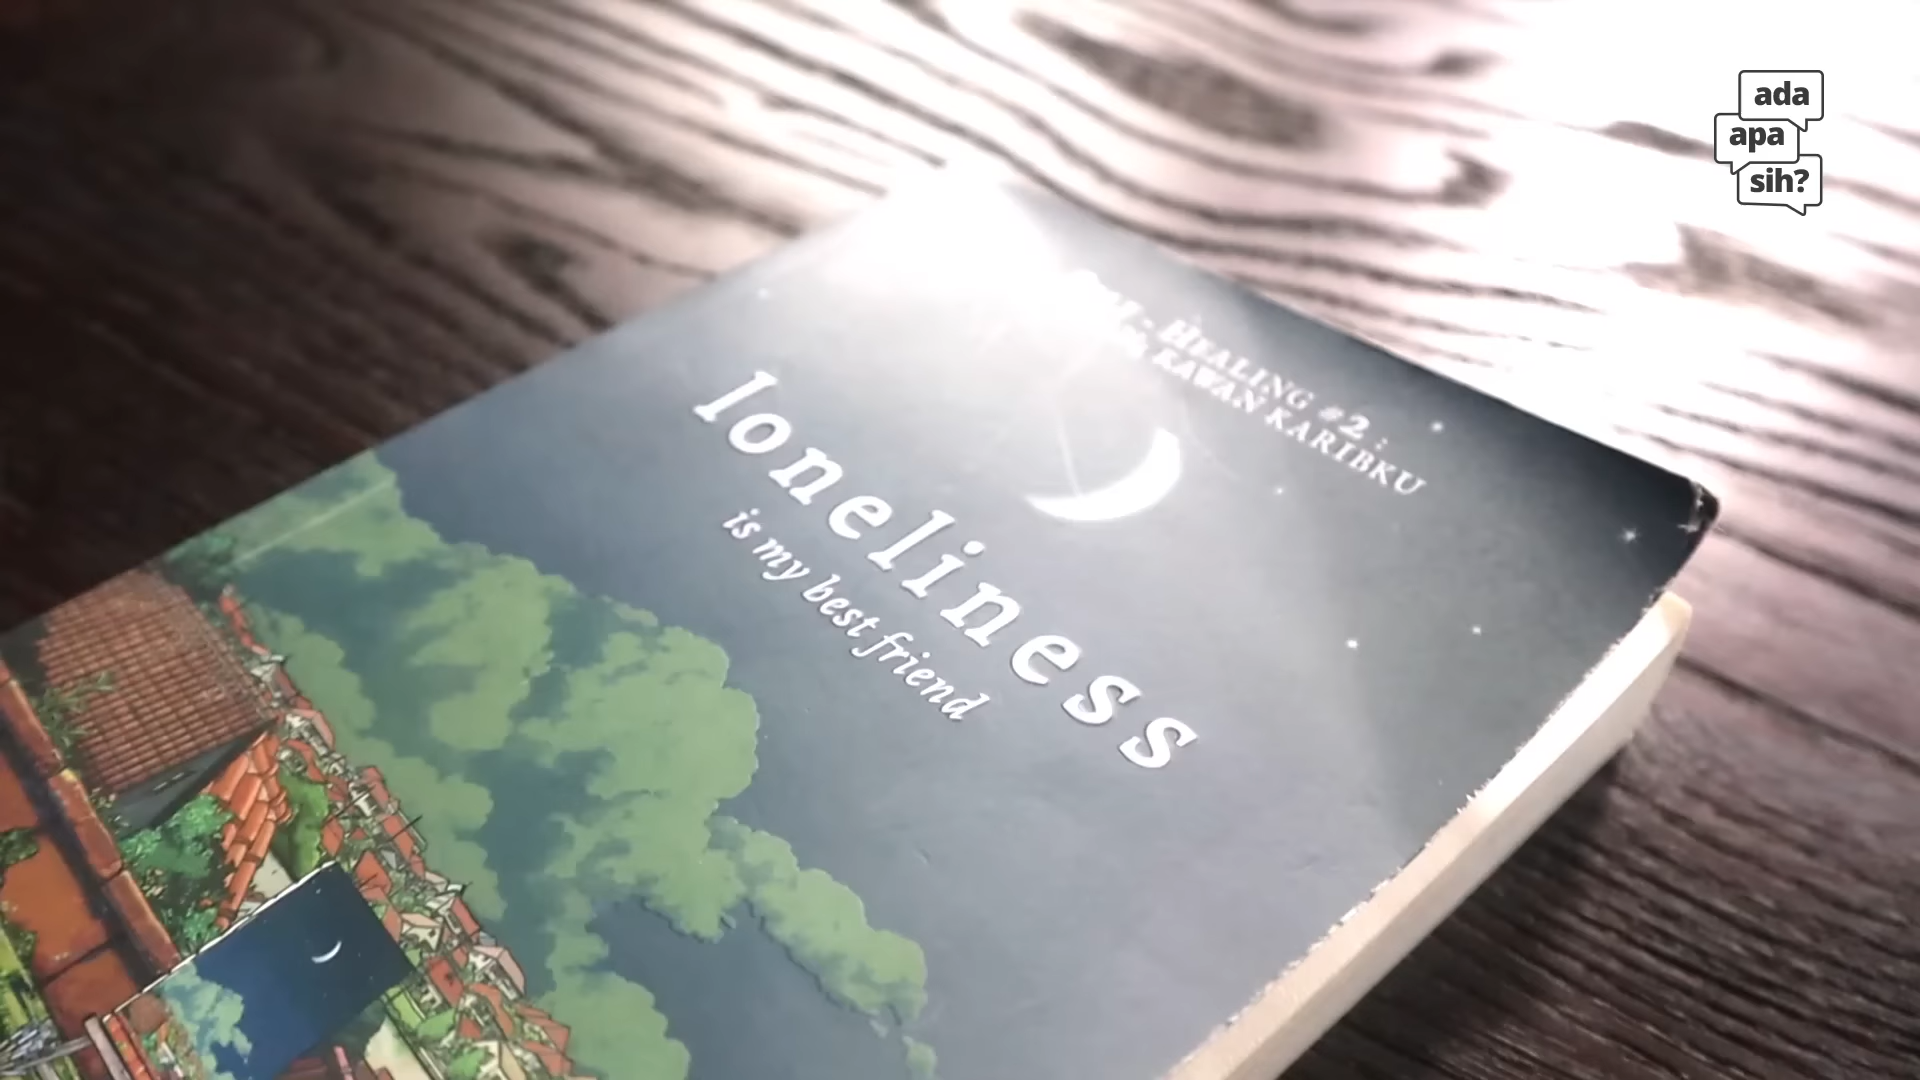 HEALING #2 :
KAWAN KARIBKU
loneliness
is my best friend
ada
apa
sih?